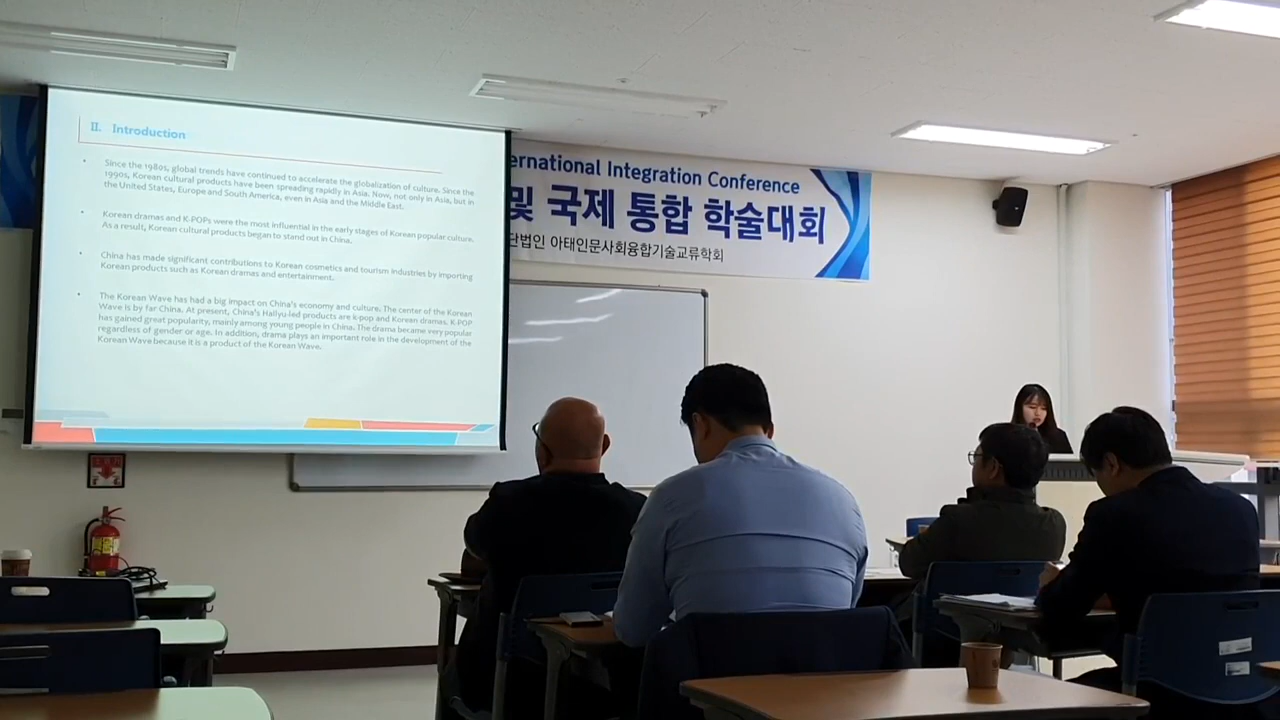 II. Introduction
Since the 1980s, global trends have continued to accelerate the globalization of culture. Since the
1990s, Korean cultural products have been spreading rapidly in Asia. Now, not only in Asia, but in
the United States, Europe and South America, even in Asia and the Middle East.
Korean dramas and K-POPs were the most influential in the early stages of Korean popular culture.
As a result, Korean cultural products began to stand out in China.
China has made significant contributions to Korean cosmetics and tourism industries by importing
Korean products such as Korean dramas and entertainment.
The Korean Wave has had a big impact on China's economy and culture. The center of the Korean
Wave is by far China. At present, China's Hallyu-led products are k-pop and Korean dramas. K-POP
has gained great popularity, mainly among young people in China. The drama became very popular
regardless of gender or age. In addition, drama plays an important role in the development of the
Korean Wave because it is a product of the Korean Wave.
ernational Integration Conference
및 국제 통합 학술대회
단법인 아태인문사회융합기술교류학회